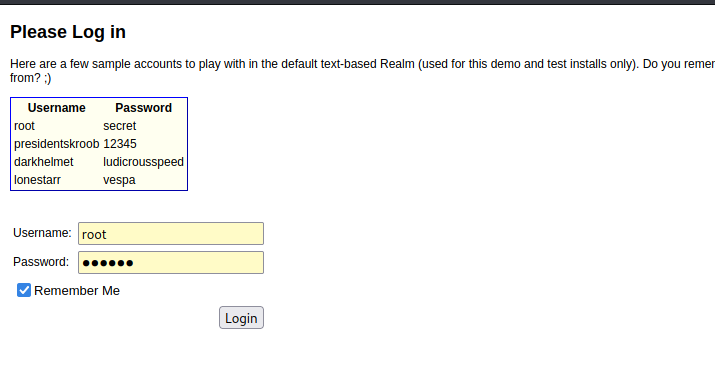 Please Log in
Here are a few sample accounts to play with in the default text-based Realm (used for this demo and test installs only). Do you
from? ;)
Username Password
root secret
presidentskroob 12345
darkhelmet ludicrousspeed
lonestarr vespa
Username: root
Password: ●●●●●●
Remember Me
Login